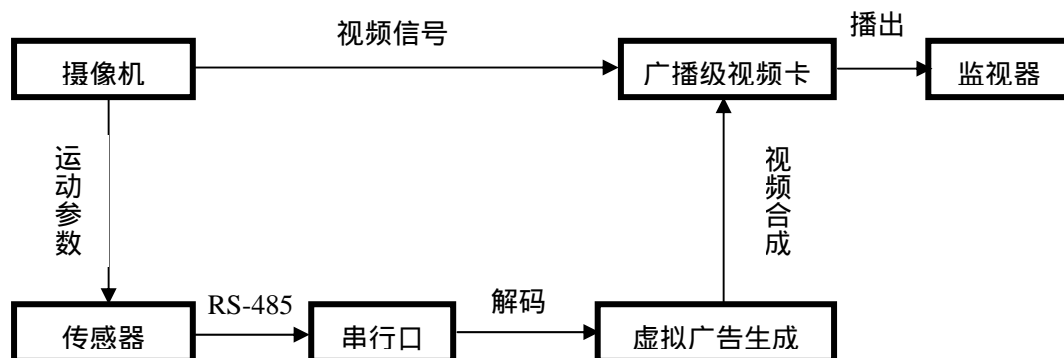 视频信号
播出
摄像机
广播级视频卡
监视器
运动参数
视频合成
RS-485
解码
传感器
串行口
虚拟广告生成